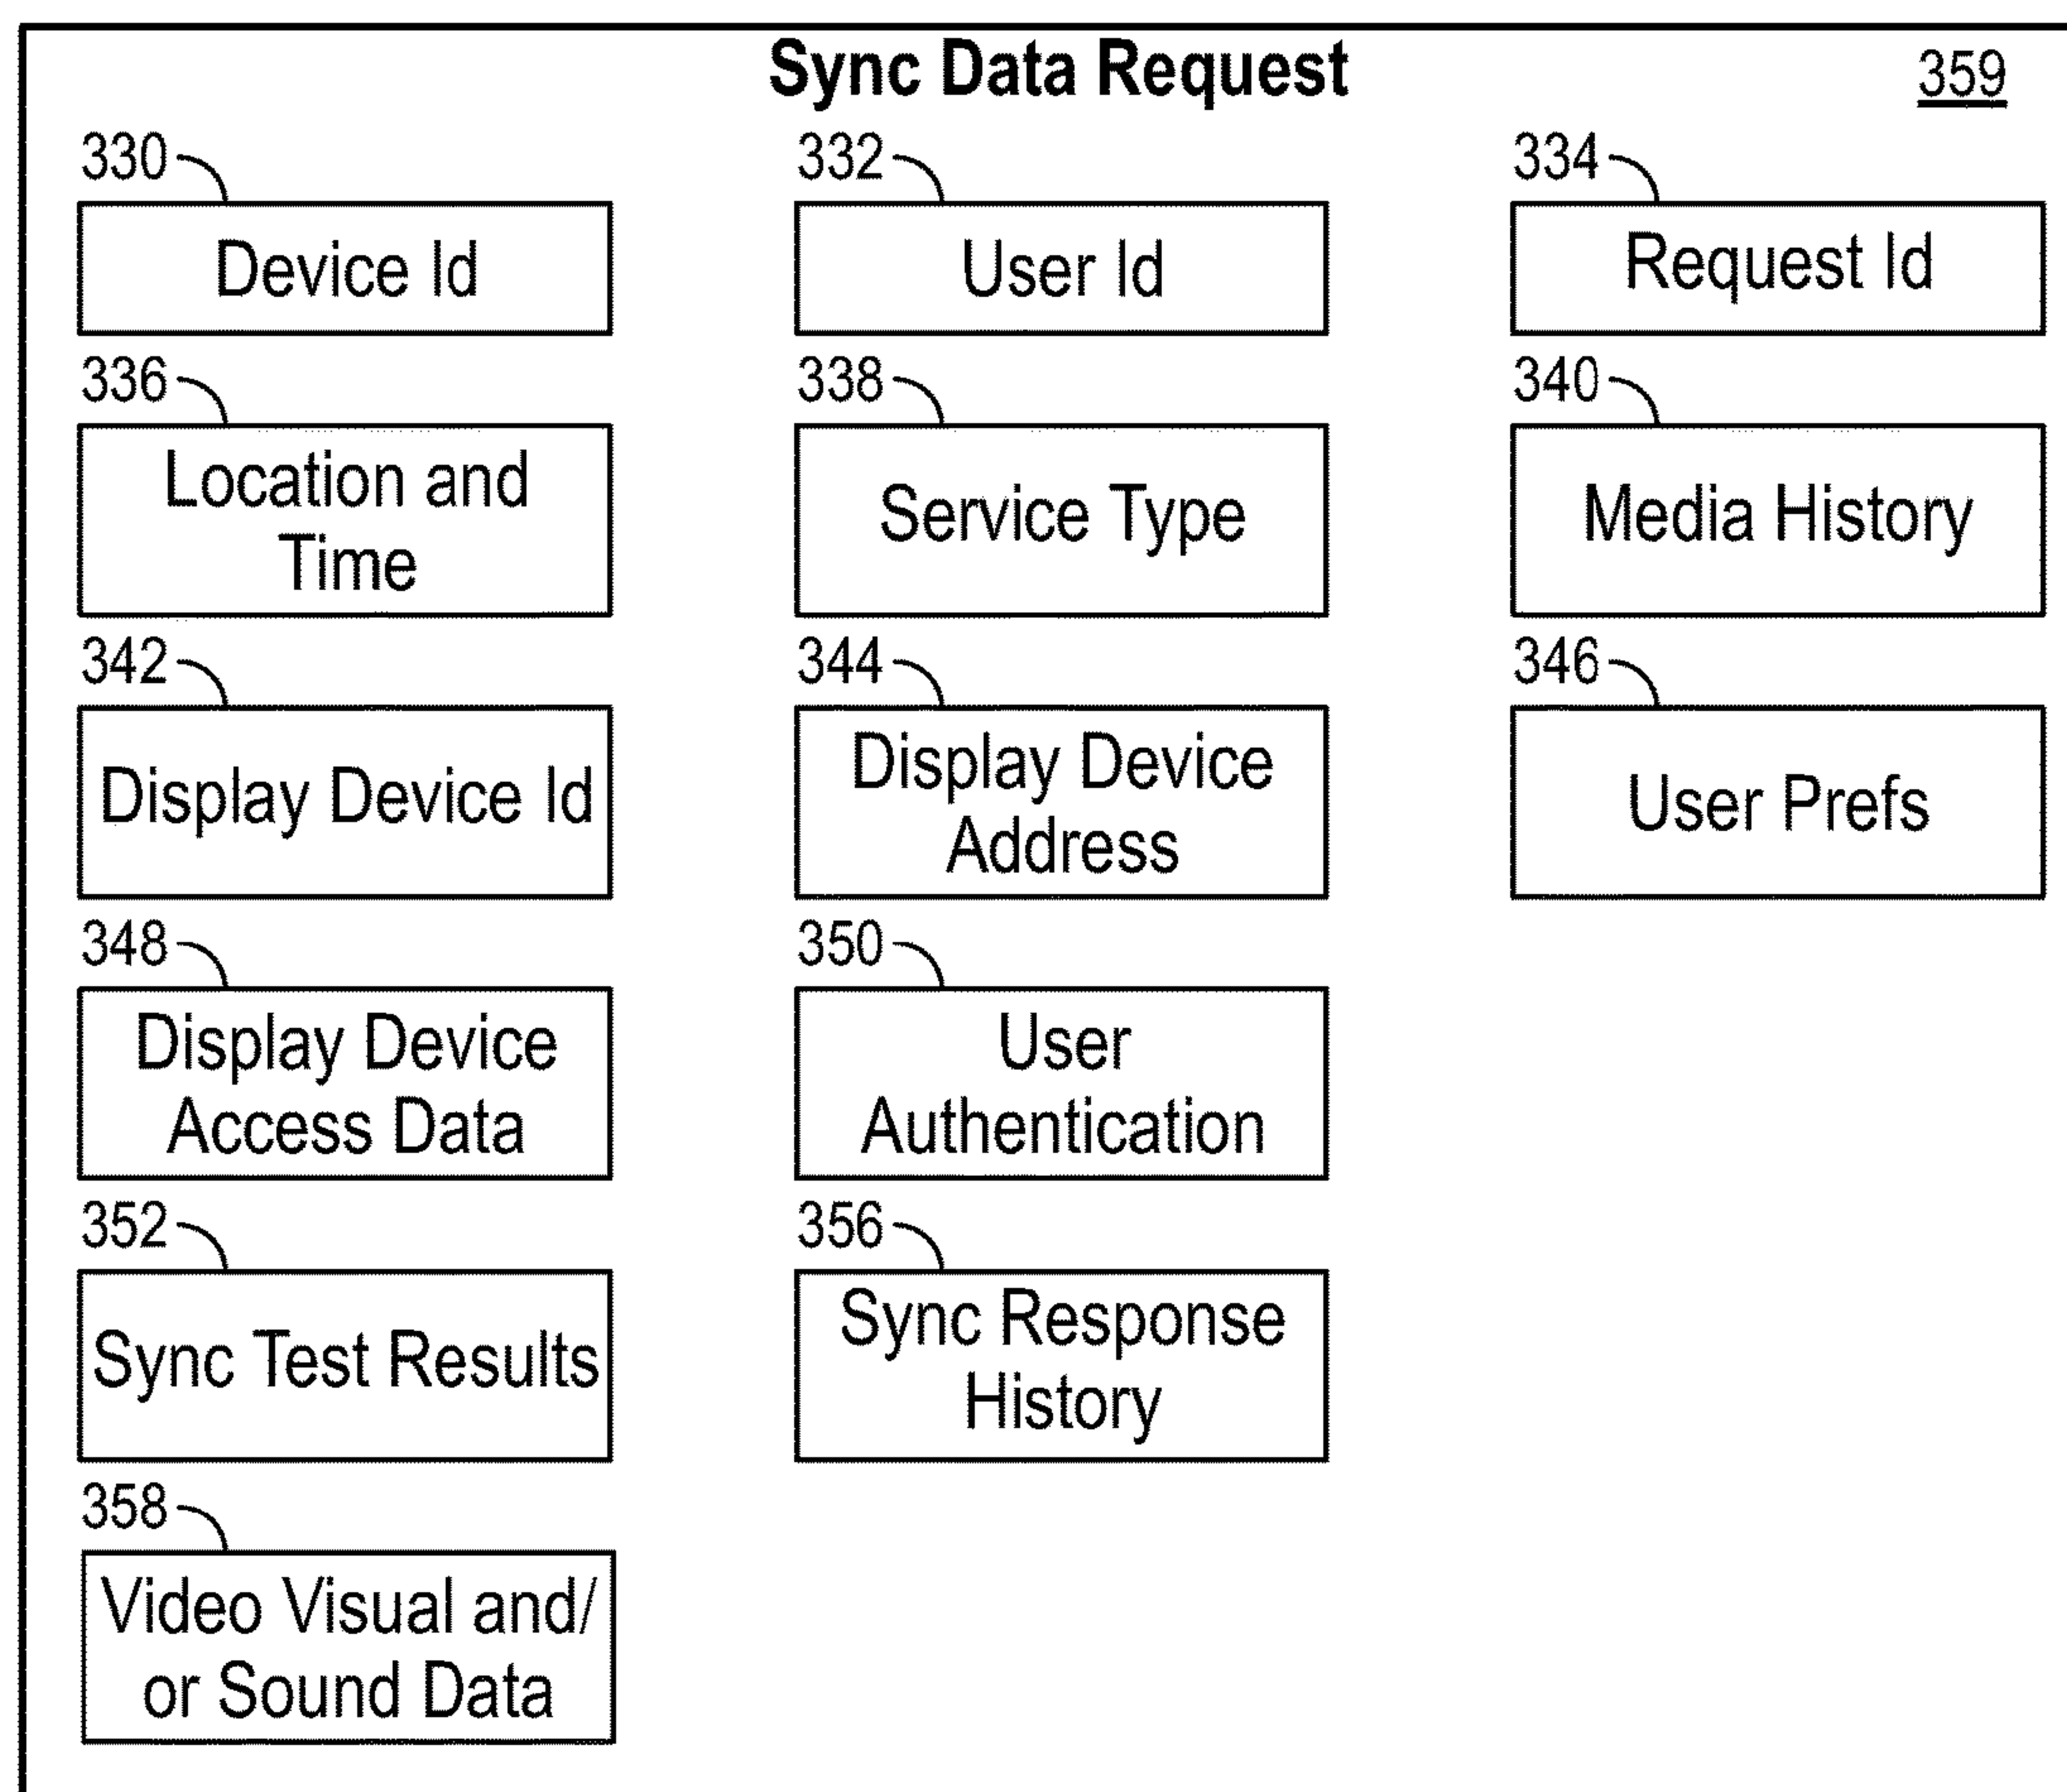 Sync Data Request
359
330
332
334
Device Id
User Id
Request Id
336
338
340
Location and
Time
Service Type
Media History
342
344
346
Display Device Id
Display Device
Address
User Prefs
348
350
Display Device
Access Data
User
Authentication
352
356
Sync Test Results
Sync Response
History
358
Video Visual and/
or Sound Data